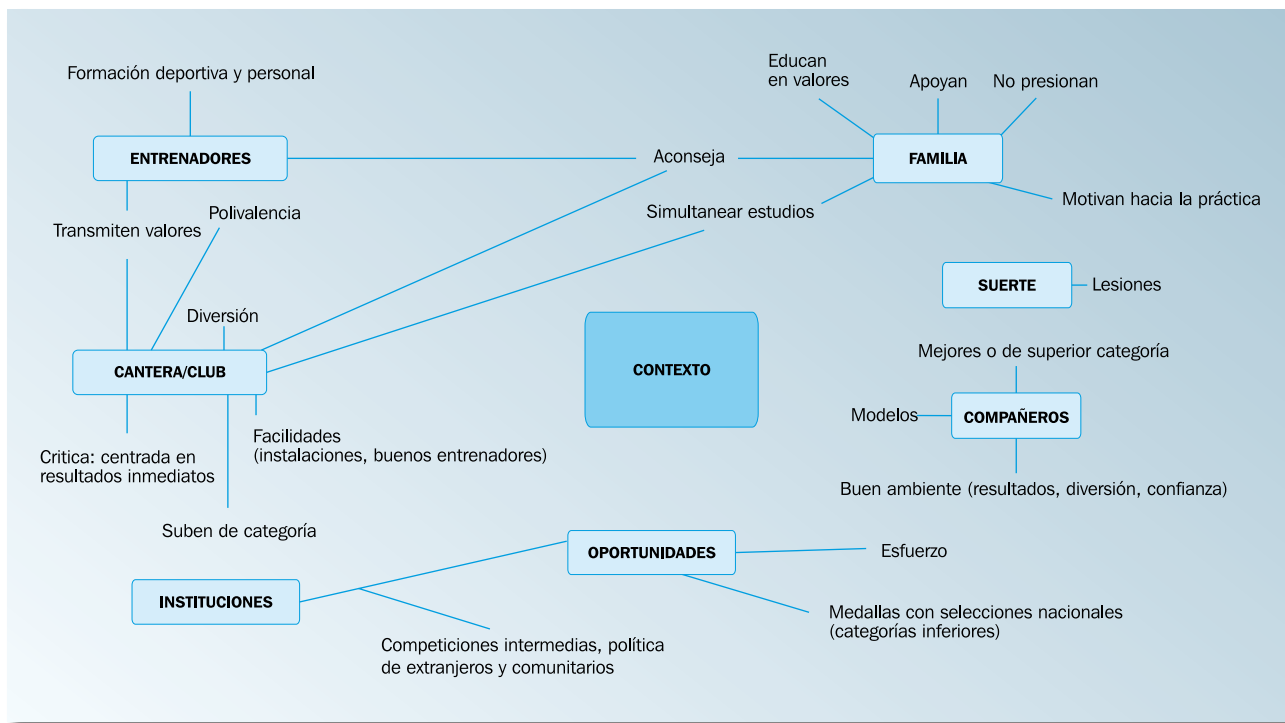 Formación deportiva y personal
Educan
en valores
Apoyan
No presionan
ENTRENADORES
Aconseja
FAMILIA
Transmiten valores
Polivalencia
Simultanear estudios
Motivan hacia la práctica
SUERTE
Lesiones
Diversión
CANTERA/CLUB
CONTEXTO
Mejores o de superior categoría
Modelos
COMPAÑEROS
Facilidades
(instalaciones, buenos entrenadores)
Critica: centrada en
resultados inmediatos
Buen ambiente (resultados, diversión, confianza)
Suben de categoría
OPORTUNIDADES
Esfuerzo
INSTITUCIONES
Medallas con selecciones nacionales
(categorías inferiores)
Competiciones intermedias, política
de extranjeros y comunitarios